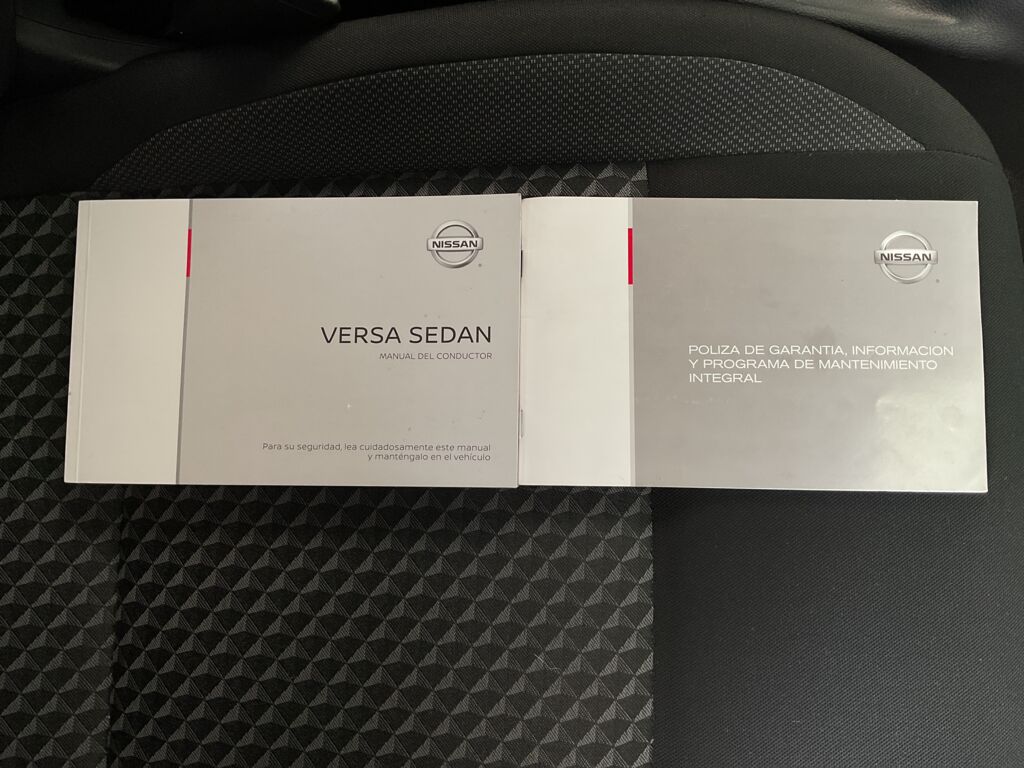 NISSAN
VERSA SEDAN
MANUAL DEL CONDUCTOR
Para su seguridad, lea cuidadosamente este manual
y manténgalo en el vehículo
NISSAN
POLIZA DE GARANTIA, INFORMACION
Y PROGRAMA DE MANTENIMIENTO
INTEGRAL